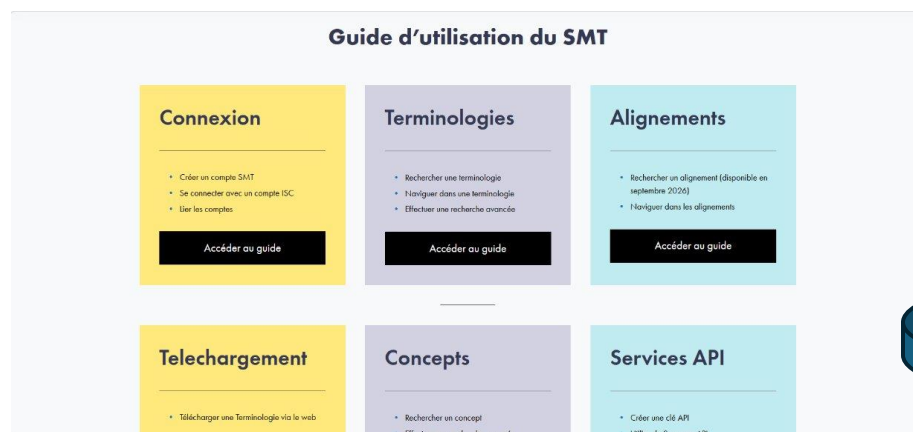 Guide d'utilisation du SMT
Connexion
Créer un compte SMT
Se connecter avec un compte ISC
Lier les comptes
Accéder au guide
Terminologies
Rechercher une terminologie
Naviguer dans une terminologie
Effectuer une recherche avancée
Accéder au guide
Alignements
Rechercher un alignement (disponible en
septembre 2026)
Naviguer dans les alignements
Accéder au guide
Telechargement
Télécharger une Terminologie via le web
Concepts
Rechercher un concept
Services API
Créer une clé API